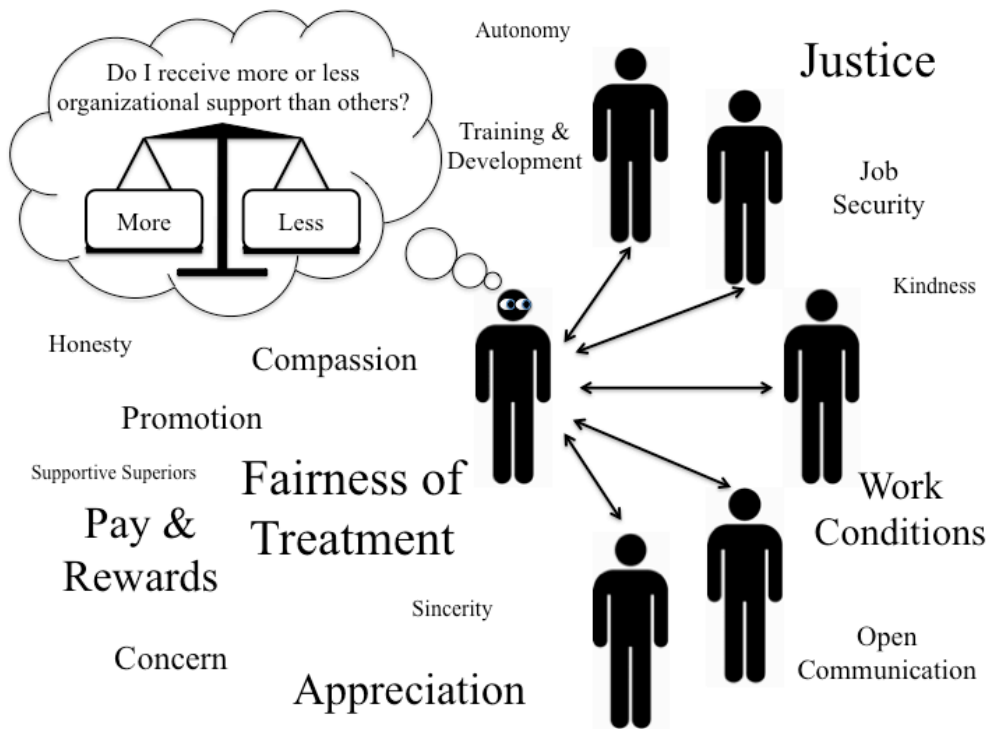 Do I receive more or less
organizational support than others?
More
Less
Autonomy
Justice
Training &
Development
Job
Security
Kindness
Honesty
Compassion
Promotion
Supportive Superiors
Fairness of
Treatment
Pay &
Rewards
Work
Conditions
Sincerity
Concern
Appreciation
Open
Communication